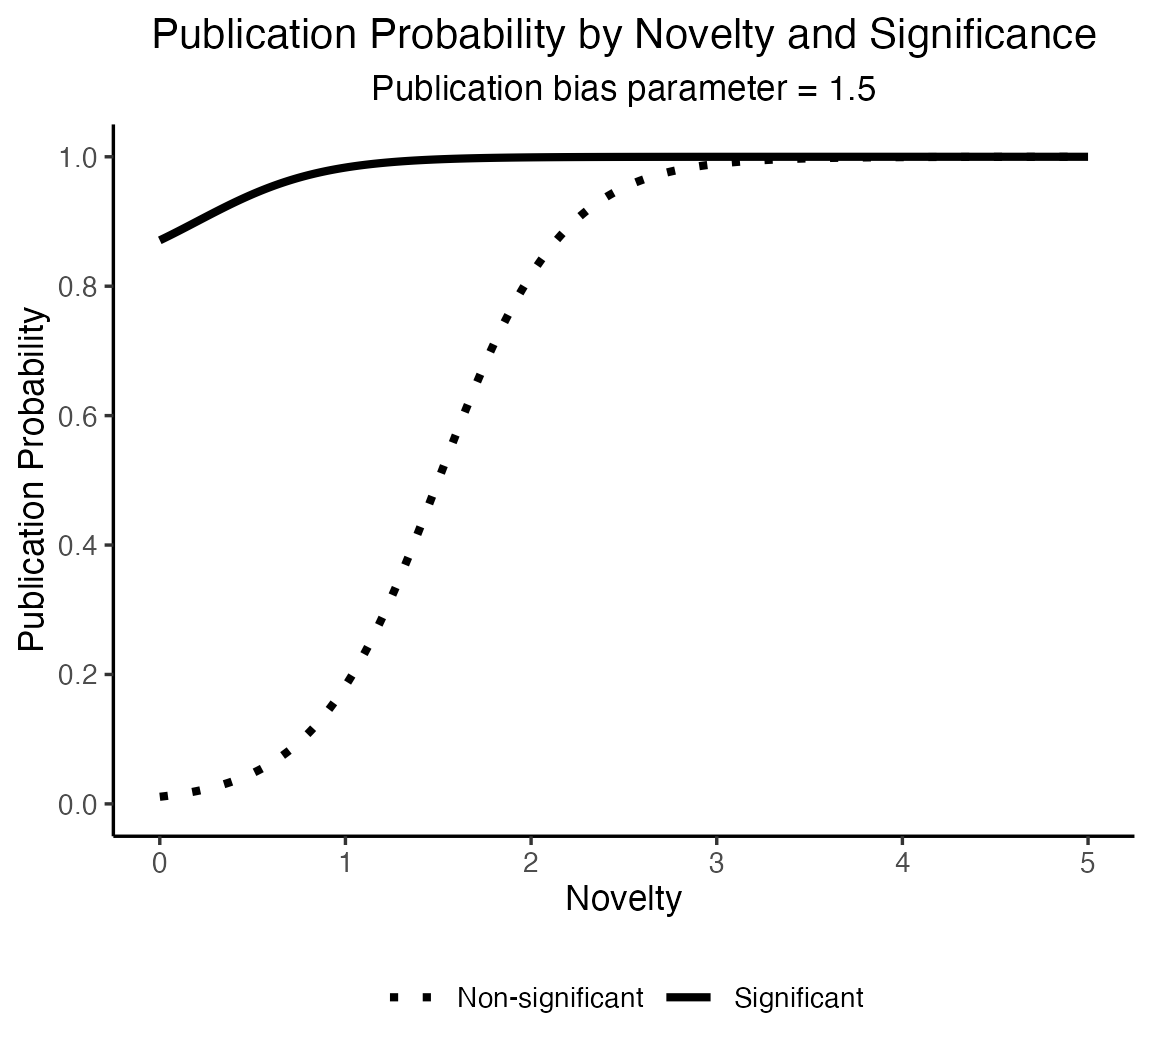 Publication Probability by Novelty and Significance
Publication bias parameter = 1.5
Publication Probability
1.0
0.8
0.6
0.4
0.2
0.0
0 1 2 3 4 5
Novelty
Non-significant Significant